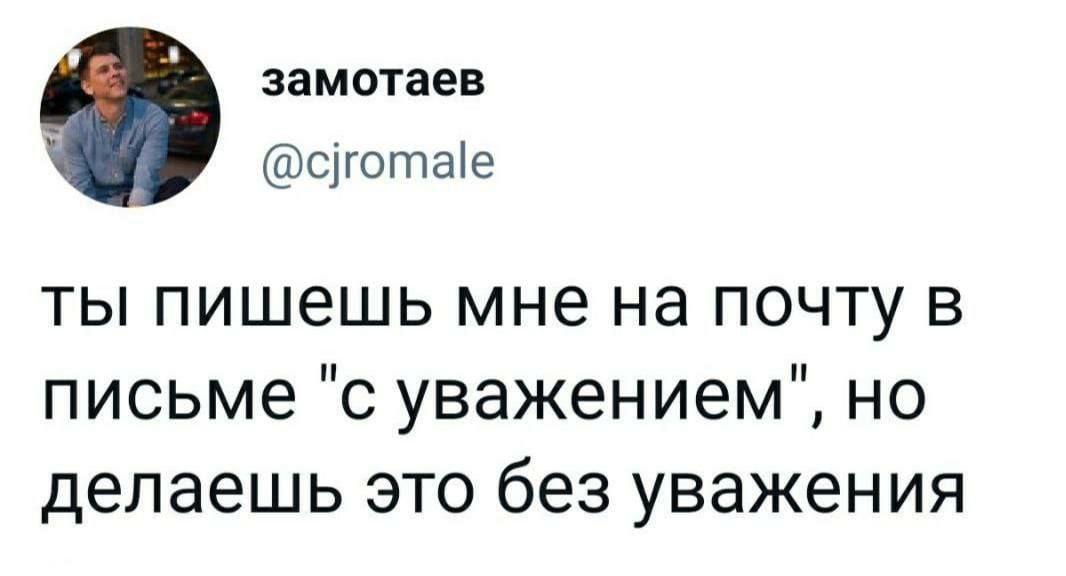 замотаев
@cjromale
ты пишешь мне на почту в
письме "с уважением", но
делаешь это без уважения